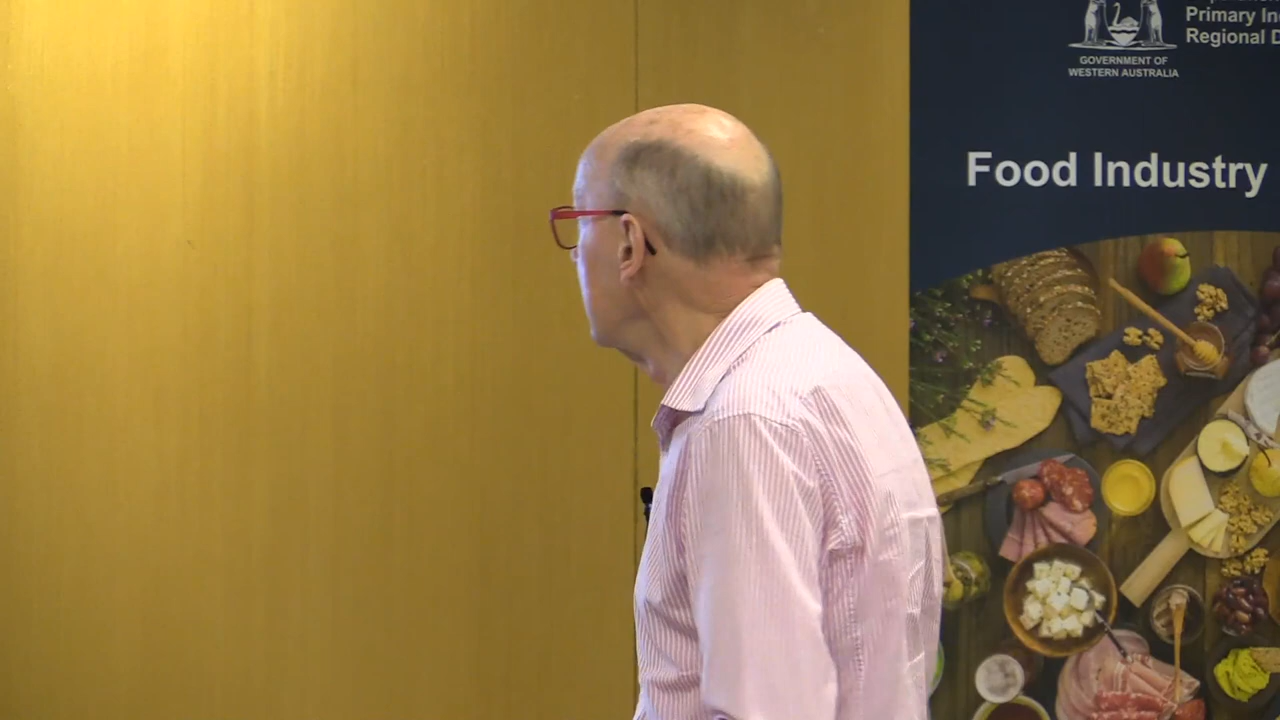 Primary In
Regional D
GOVERNMENT OF
WESTERN AUSTRALIA
Food Industry